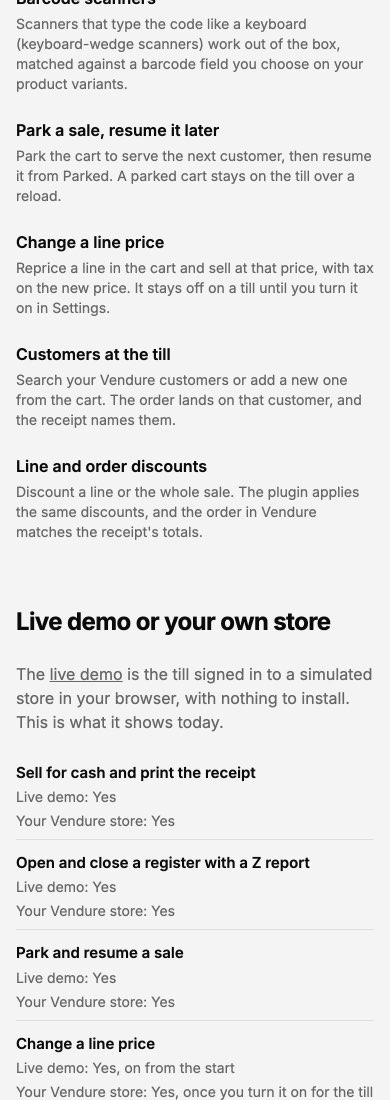 Barcode scanners
Scanners that type the code like a keyboard
(keyboard-wedge scanners) work out of the box,
matched against a barcode field you choose on your
product variants.
Park a sale, resume it later
Park the cart to serve the next customer, then resume
it from Parked. A parked cart stays on the till over a
reload.
Change a line price
Reprice a line in the cart and sell at that price, with tax
on the new price. It stays off on a till until you turn it
on in Settings.
Customers at the till
Search your Vendure customers or add a new one
from the cart. The order lands on that customer, and
the receipt names them.
Line and order discounts
Discount a line or the whole sale. The plugin applies
the same discounts, and the order in Vendure
matches the receipt's totals.
Live demo or your own store
The live demo is the till signed in to a simulated
store in your browser, with nothing to install.
This is what it shows today.
Sell for cash and print the receipt
Live demo: Yes
Your Vendure store: Yes
Open and close a register with a Z report
Live demo: Yes
Your Vendure store: Yes
Park and resume a sale
Live demo: Yes
Your Vendure store: Yes
Change a line price
Live demo: Yes, on from the start
Your Vendure store: Yes, once you turn it on for the till